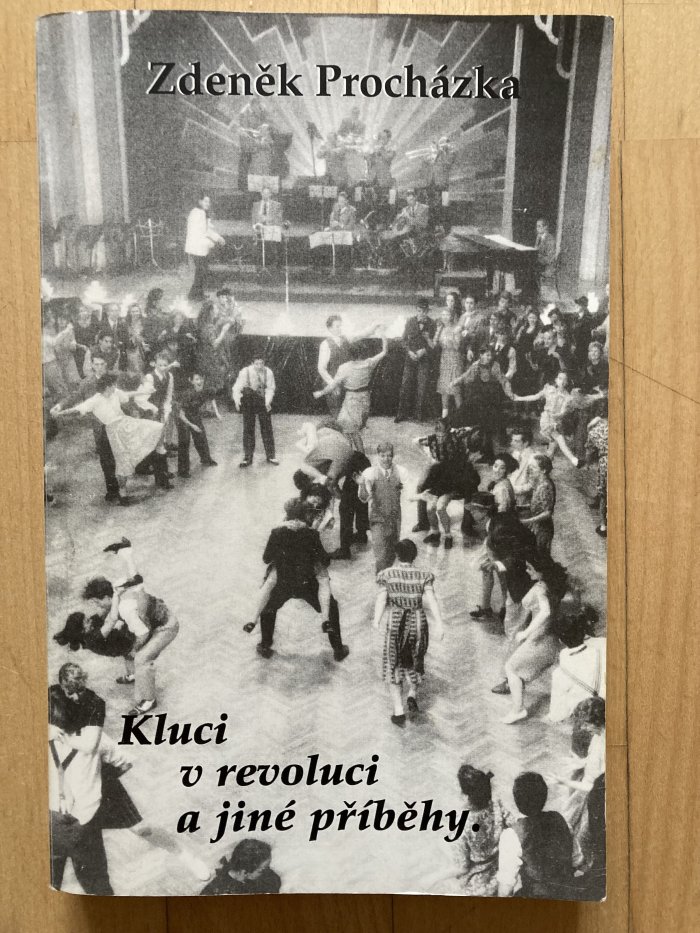 Zdeněk Procházka
Kluci
v revoluci
a jiné příběhy.